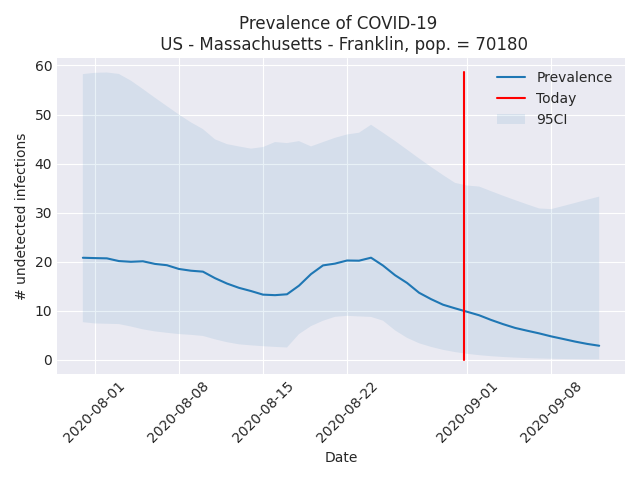 Prevalence of COVID-19
US - Massachusetts - Franklin, pop. = 70180
# undetected infections
60
50
40
30
20
10
0
Prevalence
Today
95CI
2020-08-01
2020-08-08
2020-08-15
2020-08-22
2020-09-01
2020-09-08
Date